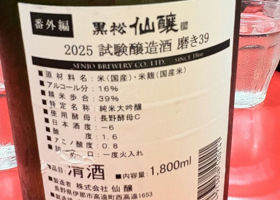 番外編
黒松仙醸
2025 試験醸造酒 磨き39
SENJO BREWERY CO. LTD. SINCE 1866
■原材料名:米(国産)・米麹(国産米)
■アルコール分:16%
■精米歩合:39%
■特定名称:純米大吟醸
■使用酵母:長野酵母C
■日本酒度:-6
■酸度:1.6
■アミノ酸度:0.8
:一度火入れ
■品目:清酒 ■内容量:1,800ml
■製造者 株式会社 仙醸
長野県伊那市高遠町西高遠1653